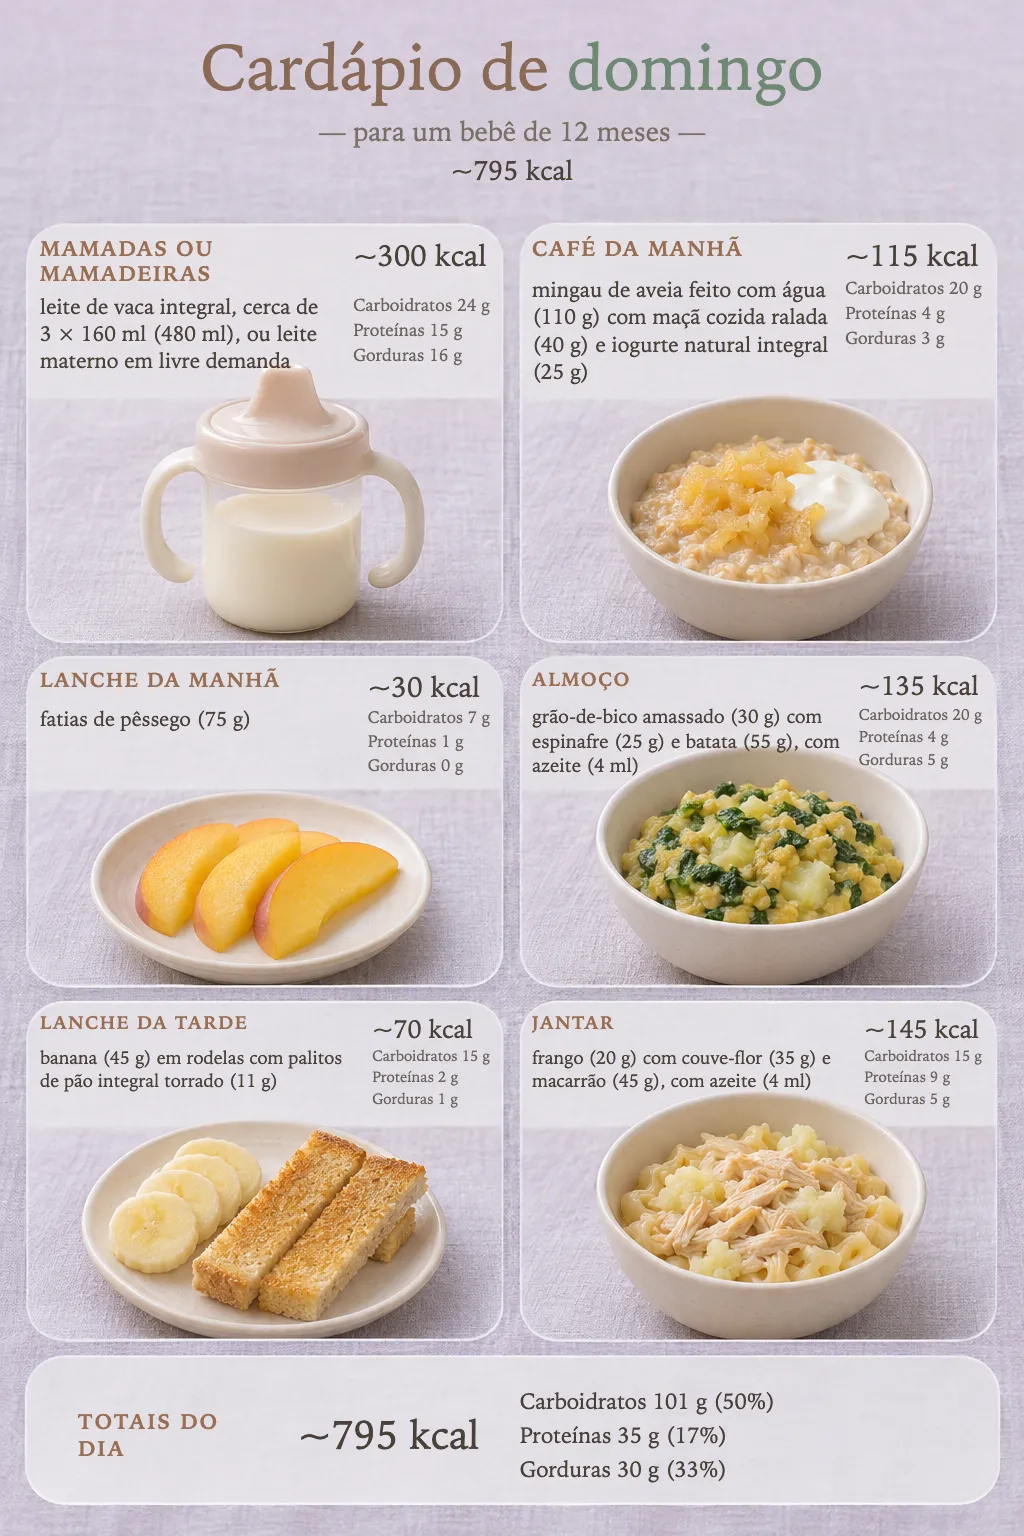 Cardápio de domingo
— para um bebê de 12 meses —
~795 kcal
MAMADAS OU
MAMADEIRAS
~300 kcal
leite de vaca integral, cerca de
3 × 160 ml (480 ml), ou leite
materno em livre demanda
Carboidratos 24 g
Proteínas 15 g
Gorduras 16 g
CAFÉ DA MANHÃ
~115 kcal
mingau de aveia feito com água
(110 g) com maçã cozida ralada
(40 g) e iogurte natural integral
(25 g)
Carboidratos 20 g
Proteínas 4 g
Gorduras 3 g
LANCHE DA MANHÃ
~30 kcal
fatias de pêssego (75 g)
Carboidratos 7 g
Proteínas 1 g
Gorduras 0 g
ALMOÇO
~135 kcal
grão-de-bico amassado (30 g) com
espinafre (25 g) e batata (55 g), com
azeite (4 ml)
Carboidratos 20 g
Proteínas 4 g
Gorduras 5 g
LANCHE DA TARDE
~70 kcal
banana (45 g) em rodelas com palitos
de pão integral torrado (11 g)
Carboidratos 15 g
Proteínas 2 g
Gorduras 1 g
JANTAR
~145 kcal
frango (20 g) com couve-flor (35 g) e
macarrão (45 g), com azeite (4 ml)
Carboidratos 15 g
Proteínas 9 g
Gorduras 5 g
TOTAIS DO
DIA
~795 kcal
Carboidratos 101 g (50%)
Proteínas 35 g (17%)
Gorduras 30 g (33%)